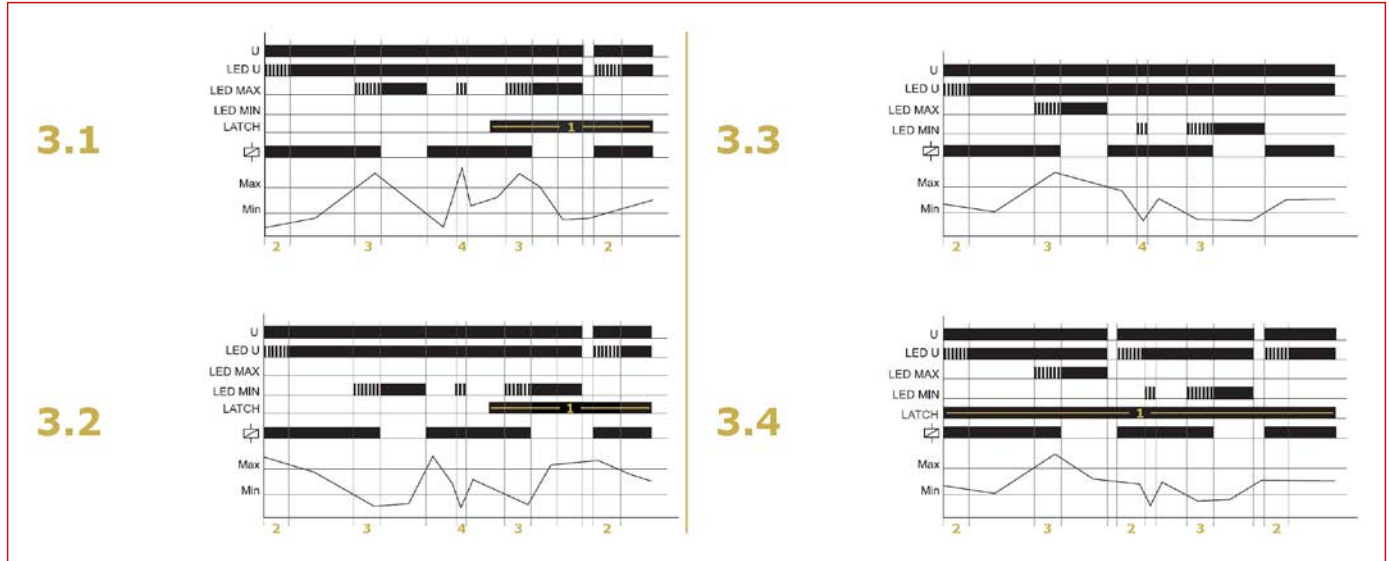 3.1
U
LED U
LED MAX
LED MIN
LATCH
1
Max
Min
2 3 4 3 2
3.3
U
LED U
LED MAX
LED MIN
Max
Min
2 3 4 3
3.2
U
LED U
LED MAX
LED MIN
LATCH
1
Max
Min
2 3 4 3 2
3.4
U
LED U
LED MAX
LED MIN
LATCH
1
Max
Min
2 3 2 3 2